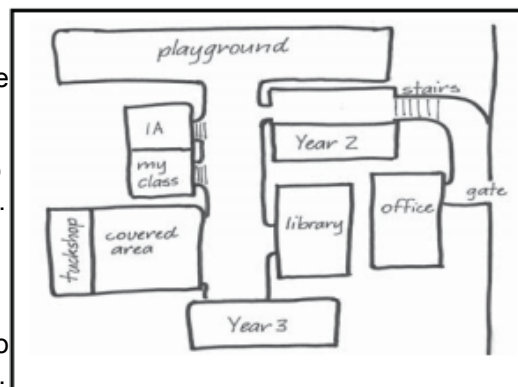 playground
stairs
1A
Year 2
my
class
gate
office
library
covered
area
tuckshop
Year 3